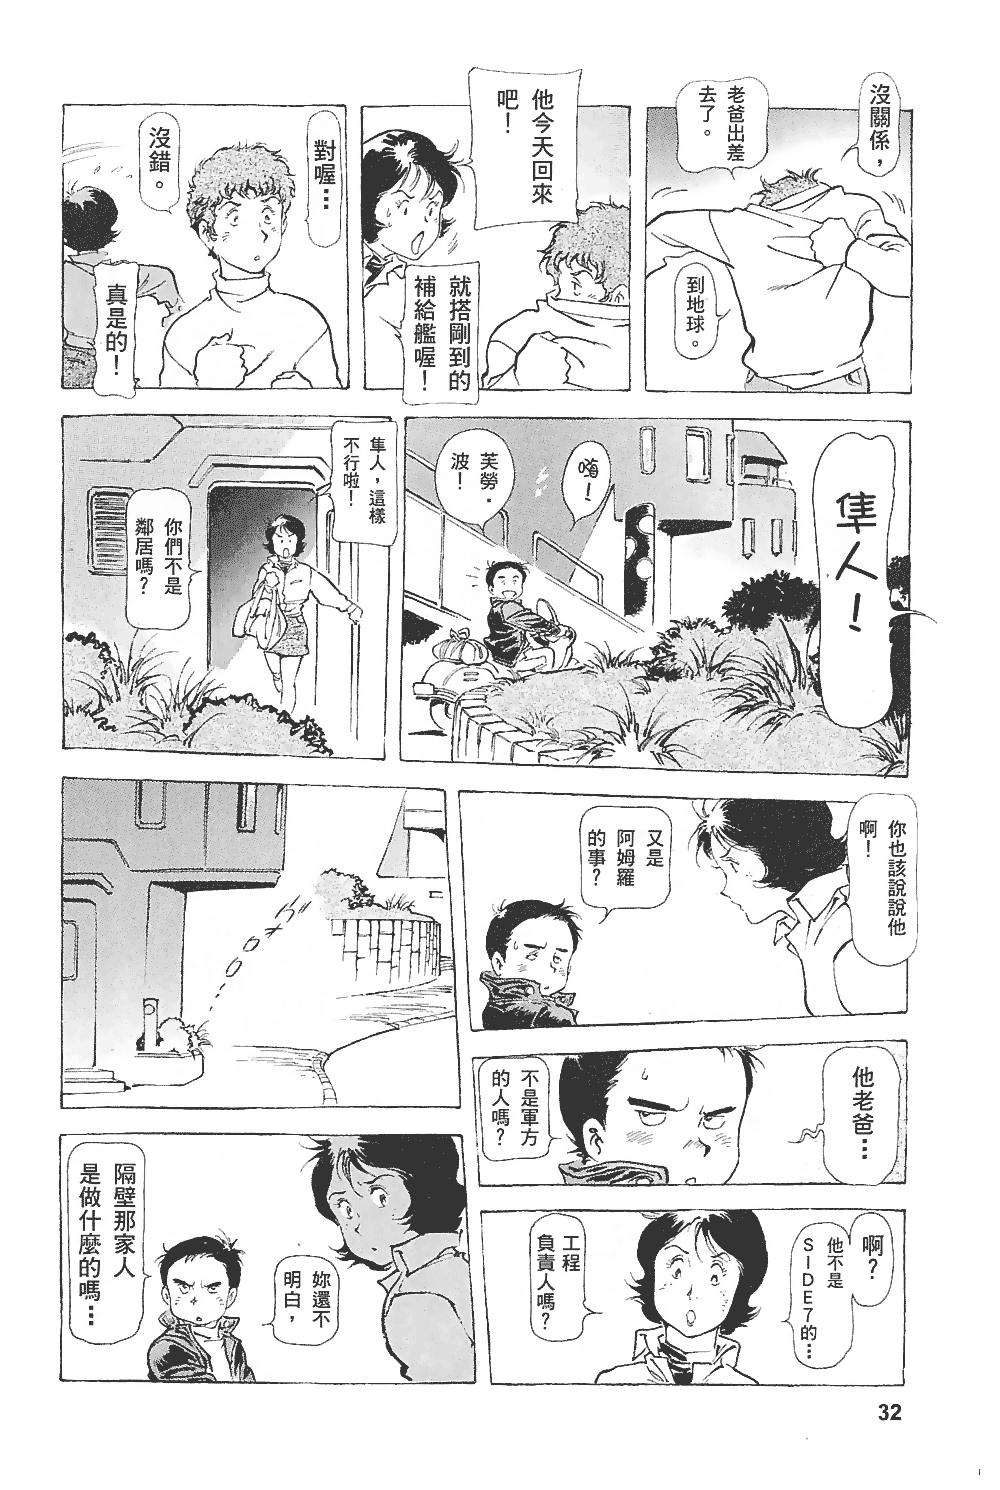 沒關係，
老爸出差
去了。
到地球。
他今天回來
吧！
就搭剛到的
補給艦喔！
對喔…
沒錯。
真是的！
隼人！
嗨！
芙勞・
波！
隼人，這樣
不行啦！
你們不是
鄰居嗎？
你也該說說他
啊！
又是
阿姆羅
的事？
他老爸…
不是軍方
的人嗎？
啊？
他不是
SIDE7的…
工程
負責人嗎？
妳還不
明白，
隔壁那家人
是做什麼的嗎…
32